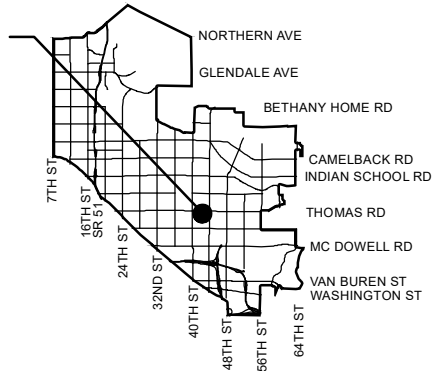 NORTHERN AVE
GLENDALE AVE
BETHANY HOME RD
CAMELBACK RD
INDIAN SCHOOL RD
THOMAS RD
MC DOWELL RD
VAN BUREN ST
WASHINGTON ST
7TH ST
16TH ST
SR 51
24TH ST
32ND ST
40TH ST
48TH ST
56TH ST
64TH ST